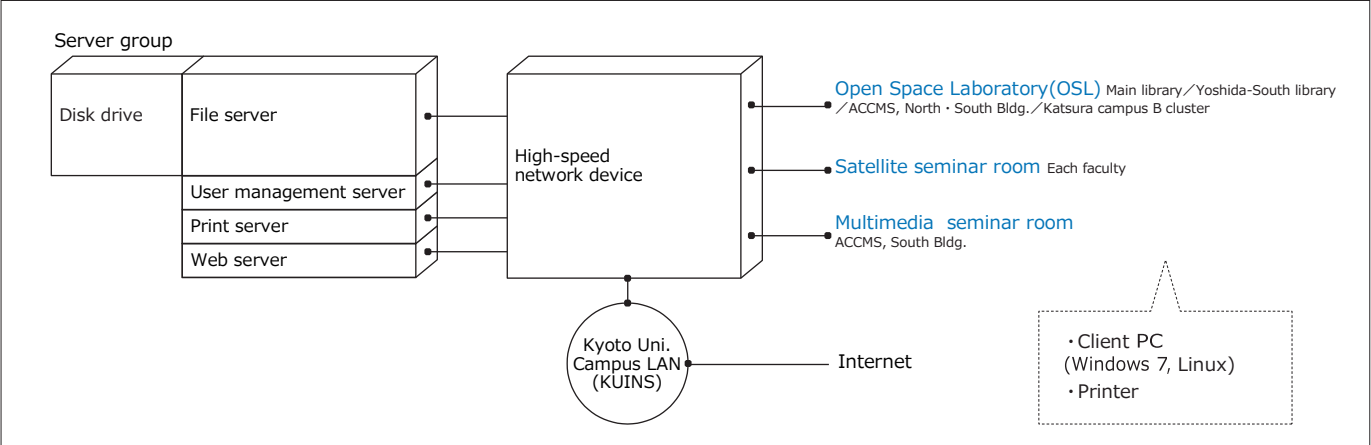 Server group
Disk drive
File server
User management server
Print server
Web server
High-speed
network device
Open Space Laboratory(OSL) Main library／Yoshida-South library
／ACCMS, North・South Bldg.／Katsura campus B cluster
Satellite seminar room Each faculty
Multimedia seminar room
ACCMS, South Bldg.
Kyoto Uni.
Campus LAN
(KUINS)
Internet
・Client PC
(Windows 7, Linux)
・Printer